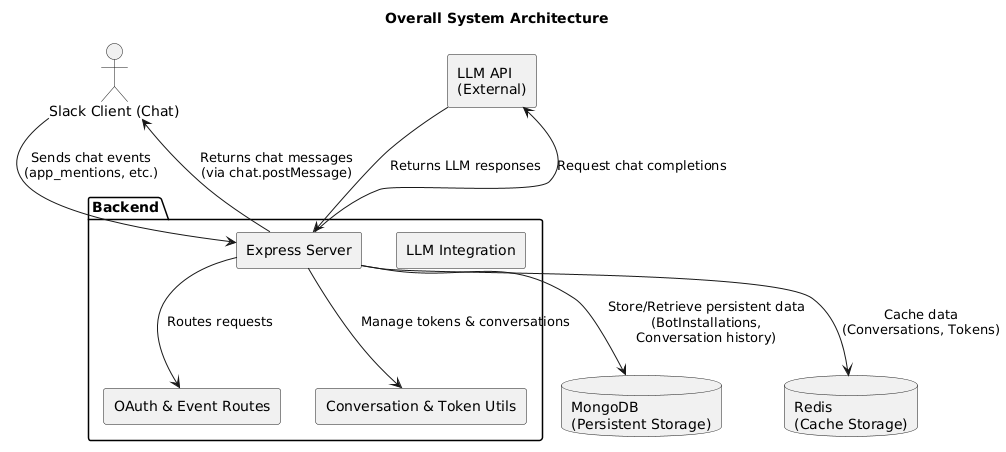 Overall System Architecture
LLM API
(External)
Slack Client (Chat)
Sends chat events
(app_mentions, etc.)
Returns chat messages
(via chat.postMessage)
Returns LLM responses
Request chat completions
Backend
Express Server
LLM Integration
Routes requests
Manage tokens & conversations
Store/Retrieve persistent data
(BotInstallations,
Conversation history)
Cache data
(Conversations, Tokens)
OAuth & Event Routes
Conversation & Token Utils
MongoDB
(Persistent Storage)
Redis
(Cache Storage)